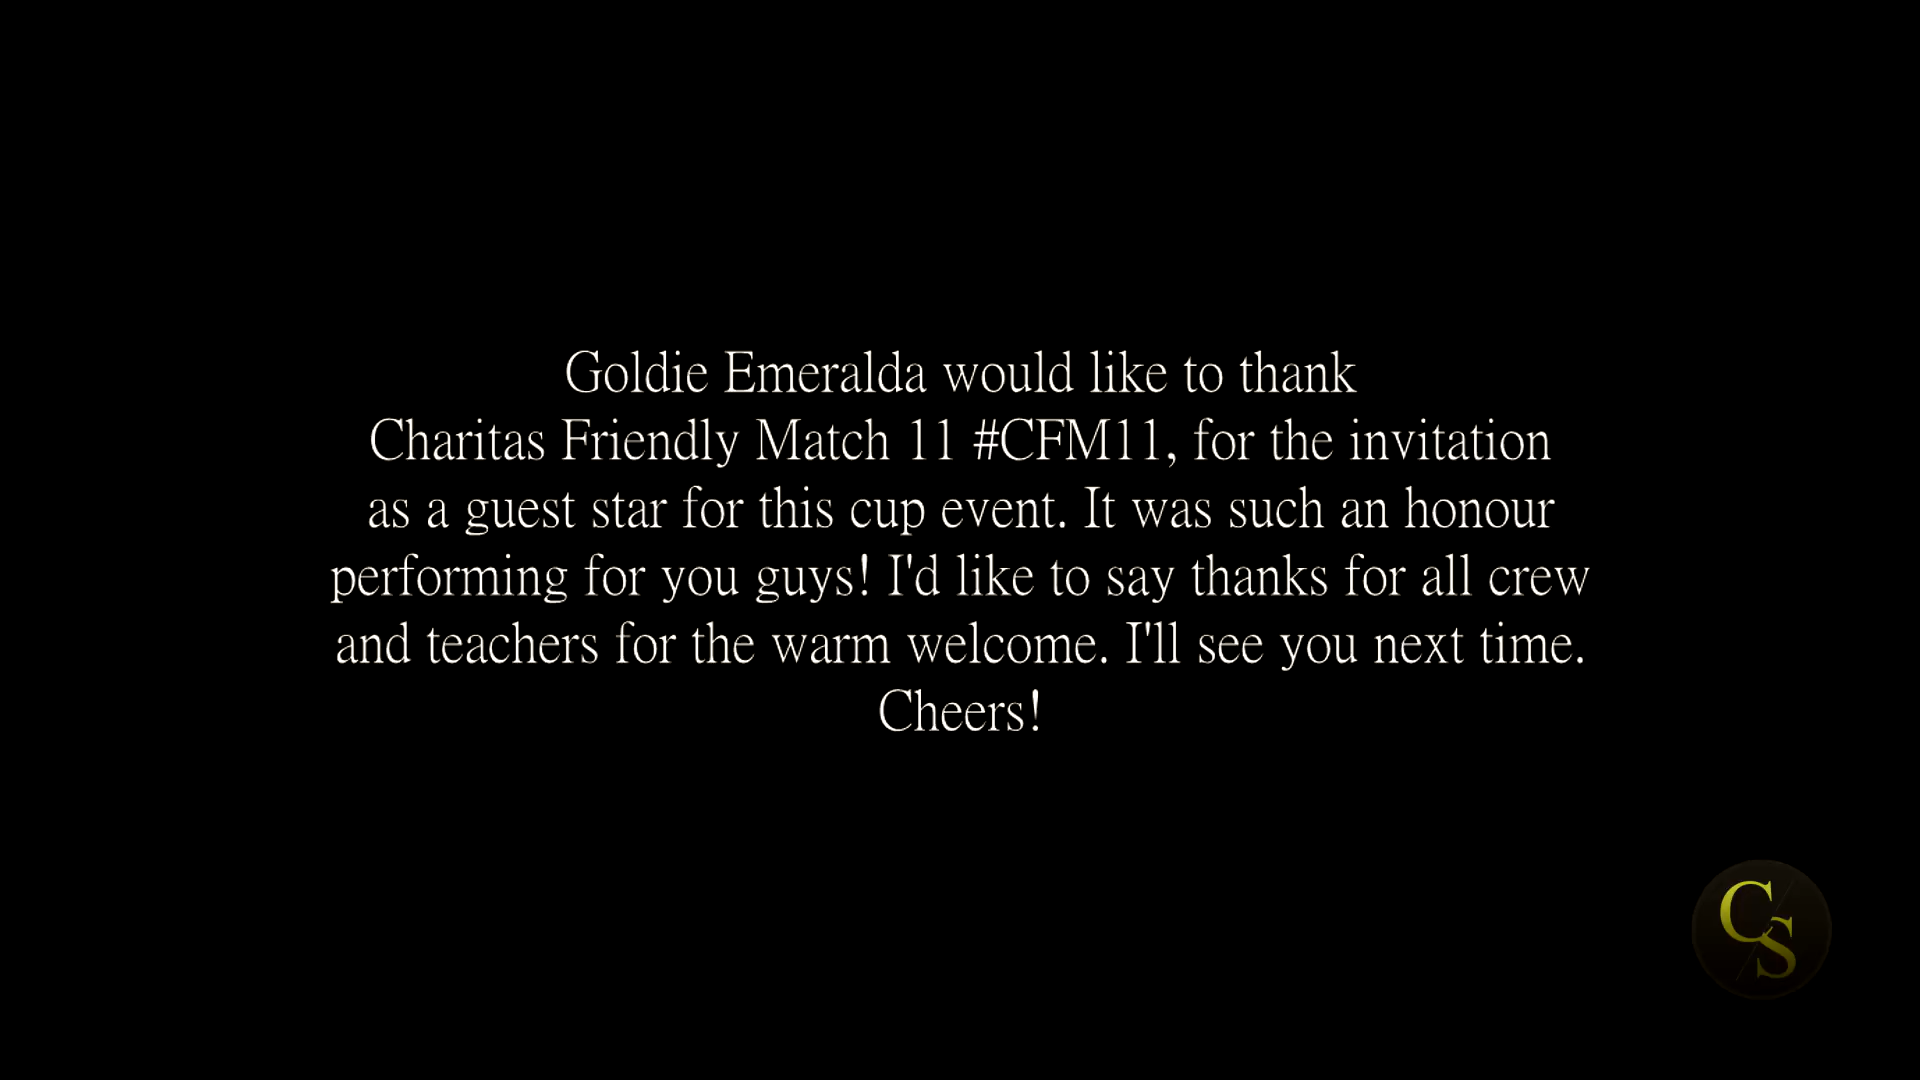 Goldie Emeralda would like to thank
Charitas Friendly Match 11 #CFM11, for the invitation
as a guest star for this cup event. It was such an honour
performing for you guys! I'd like to say thanks for all crew
and teachers for the warm welcome. I'll see you next time.
Cheers!
CS